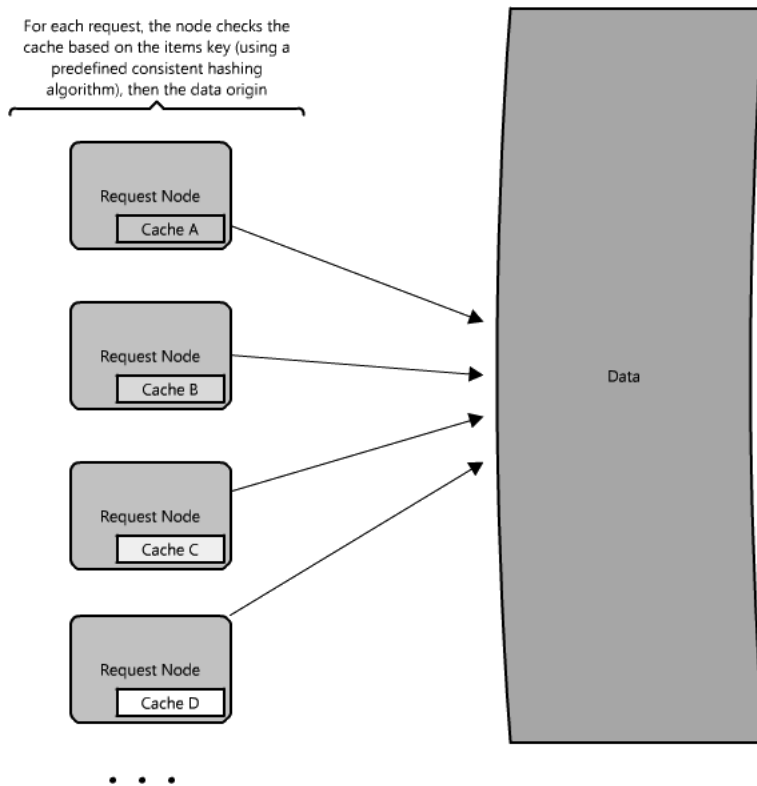 For each request, the node checks the
cache based on the items key (using a
predefined consistent hashing
algorithm), then the data origin
Request Node
Cache A
Request Node
Cache B
Data
Request Node
Cache C
Request Node
Cache D
. . .